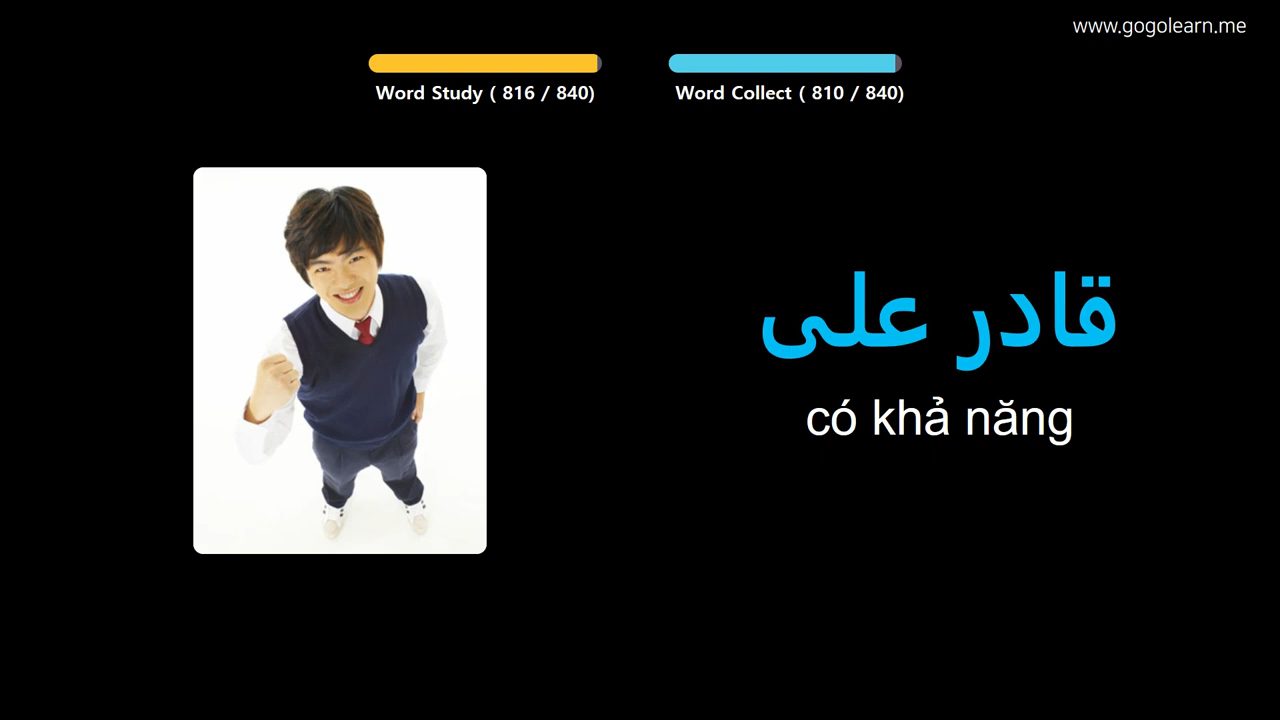 www.gogolearn.me
Word Study ( 816 / 840)
Word Collect ( 810 / 840)
قادر على
có khả năng